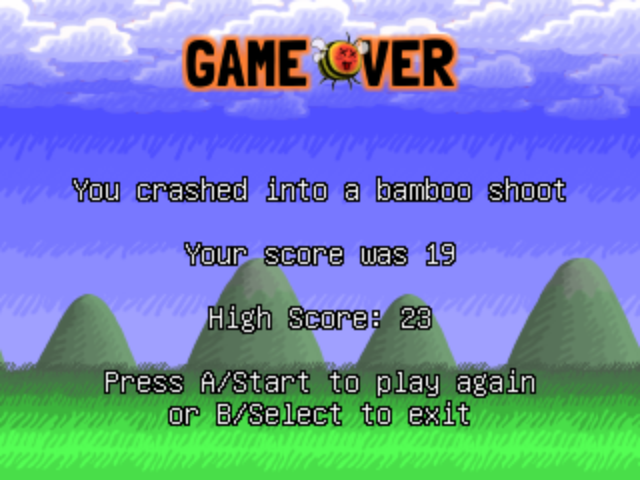 GAME OVER
You crashed into a bamboo shoot
Your score was 19
High Score: 23
Press A/Start to play again
or B/Select to exit